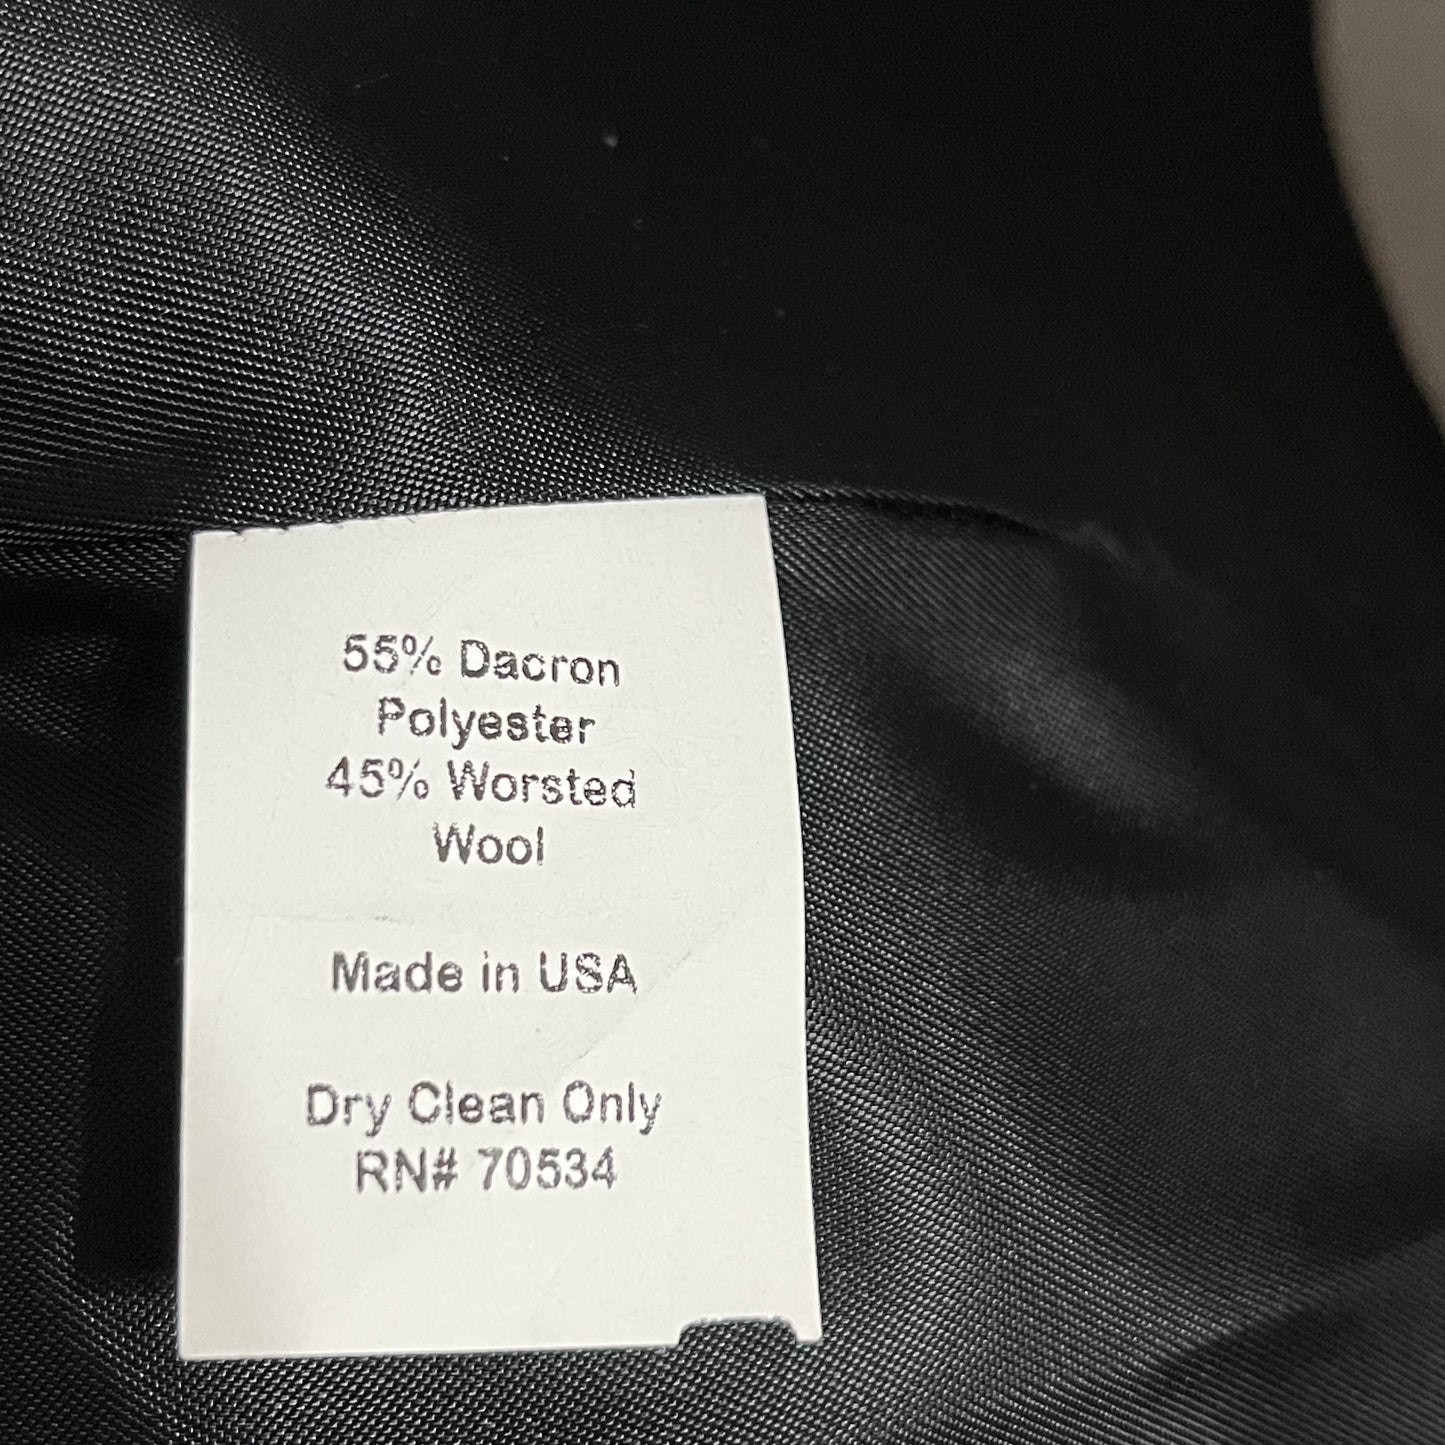 55% Dacron
Polyester
45% Worsted
Wool
Made in USA
Dry Clean Only
RN# 70534